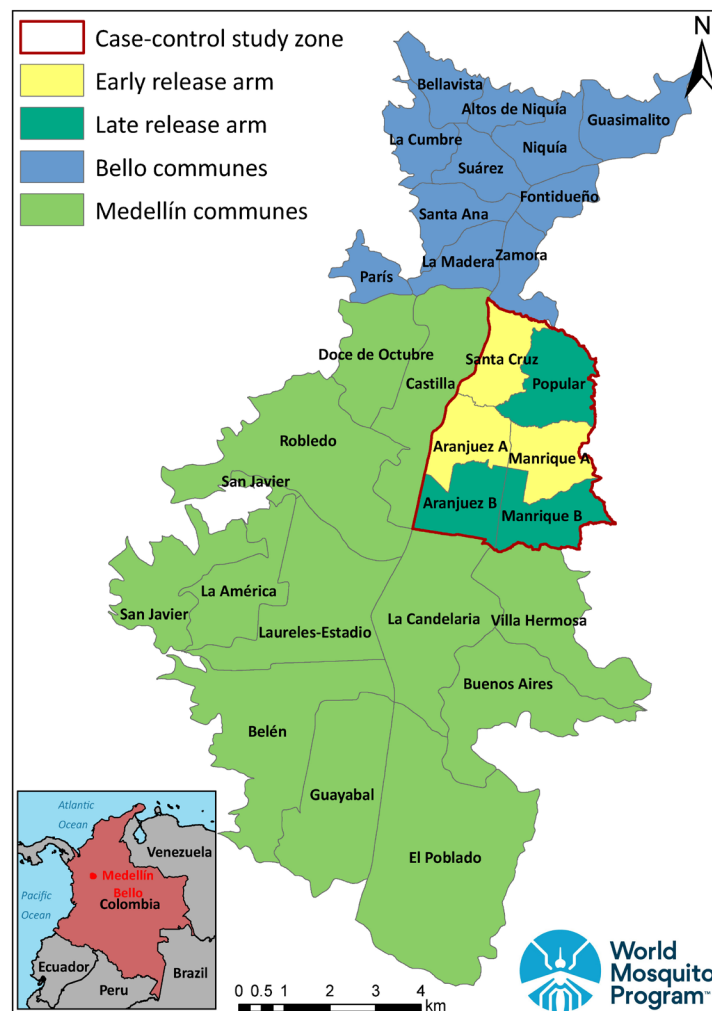 Case-control study zone
Early release arm
Late release arm
Bello communes
Medellín communes
N
Bellavista
Altos de Niquía
Guasimalito
La Cumbre
Niquía
Suárez
Fontidueño
Santa Ana
Zamora
La Madera
París
Doce de Octubre
Santa Cruz
Castilla
Popular
Robledo
Aranjuez A
Manrique A
San Javier
Aranjuez B
Manrique B
La América
San Javier
La Candelaria
Villa Hermosa
Laureles-Estadio
Buenos Aires
Belén
Guayabal
El Poblado
Atlantic
Ocean
Venezuela
Medellín
Bello
Pacific
Ocean
Colombia
Ecuador
Brazil
Peru
0 0.5 1 2 3 4
km
World
Mosquito
Program™